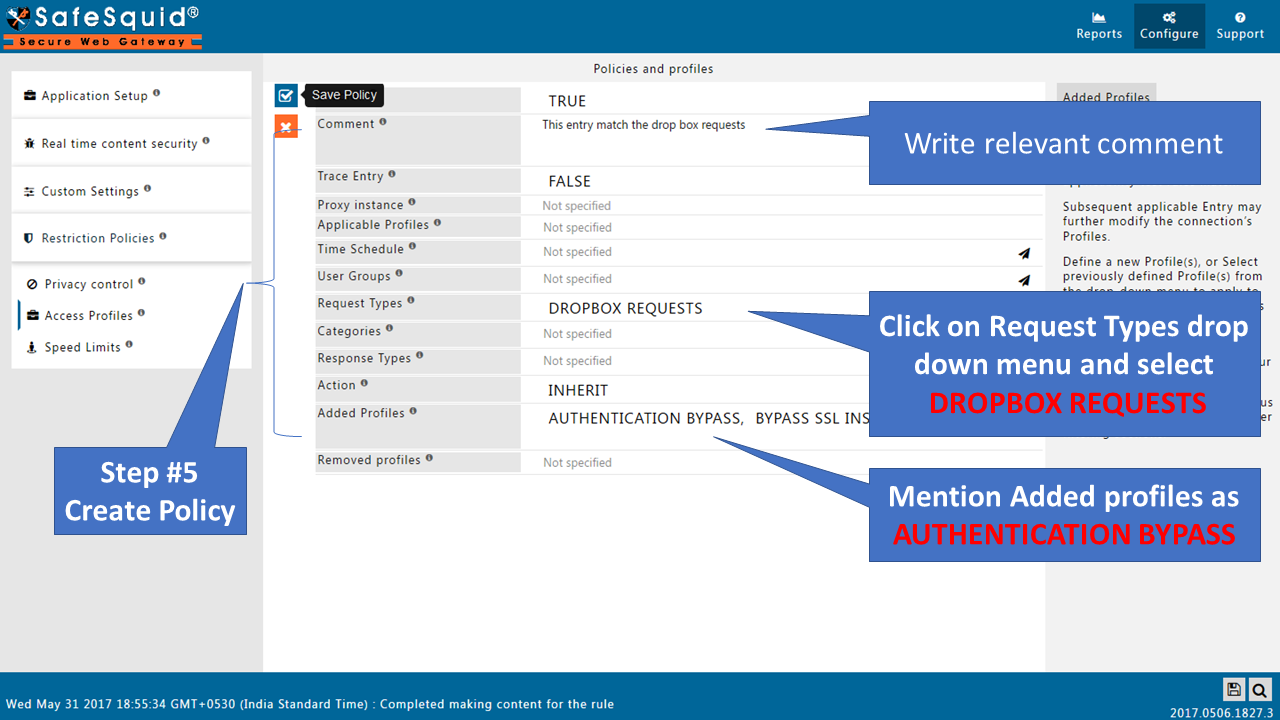 SafeSquid®
Secure Web Gateway
Reports
Configure
Support
Policies and profiles
Application Setup
Real time content security
Custom Settings
Restriction Policies
Privacy control
Access Profiles
Speed Limits
Save Policy
TRUE
Comment
This entry match the drop box requests
Trace Entry
FALSE
Proxy instance
Not specified
Applicable Profiles
Not specified
Time Schedule
Not specified
User Groups
Not specified
Request Types
DROPBOX REQUESTS
Categories
Not specified
Response Types
Not specified
Action
INHERIT
Added Profiles
AUTHENTICATION BYPASS, BYPASS SSL INS
Removed profiles
Not specified
Added Profiles
Subsequent applicable Entry may
further modify the connection's
Profiles.
Define a new Profile(s), or Select
previously defined Profile(s) from
the drop-down menu to apply to
Write relevant comment
Click on Request Types drop
down menu and select
DROPBOX REQUESTS
Mention Added profiles as
AUTHENTICATION BYPASS
Step #5
Create Policy
Wed May 31 2017 18:55:34 GMT+0530 (India Standard Time) : Completed making content for the rule
2017.0506.1827.3